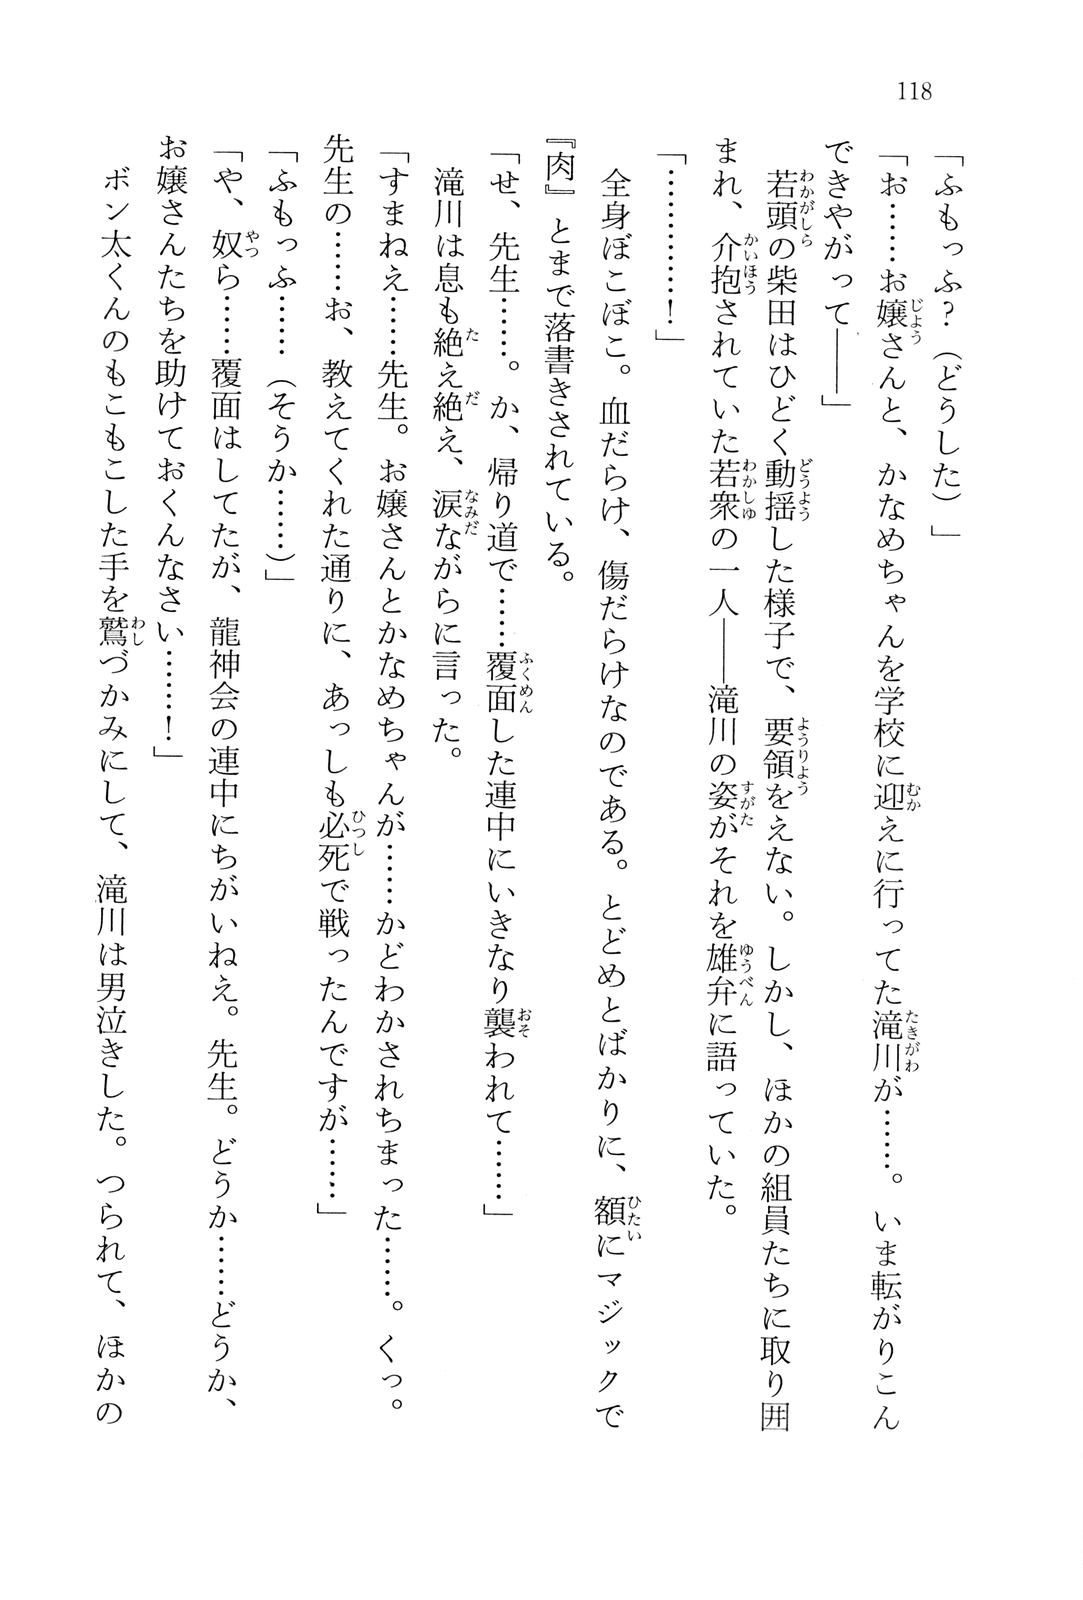 118
「ふもっふ？（どうした）」
「お……お嬢さんと、かなめちゃんを学校に迎えに行ってた滝川が……。いま転がりこん
できやがって――」
　若頭の柴田はひどく動揺した様子で、要領をえない。しかし、ほかの組員たちに取り囲
まれ、介抱されていた若衆の一人――滝川の姿がそれを雄弁に語っていた。
「…………！」
　全身ぼこぼこ。血だらけ、傷だらけなのである。とどめとばかりに、額にマジックで
『肉』とまで落書きされている。
「せ、先生……。か、帰り道で……覆面した連中にいきなり襲われて……」
　滝川は息も絶え絶え、涙ながらに言った。
「すまねえ……先生。お嬢さんとかなめちゃんが……かどわかされちまった……。くっ。
先生の……お、教えてくれた通りに、あっしも必死で戦ったんですが……」
「ふもっふ……（そうか……）」
「や、奴ら……覆面はしてたが、龍神会の連中にちがいねえ。先生。どうか……どうか、
お嬢さんたちを助けておくんなさい……！」
　ボン太くんのもこもこした手を鷲づかみにして、滝川は男泣きした。つられて、ほかの